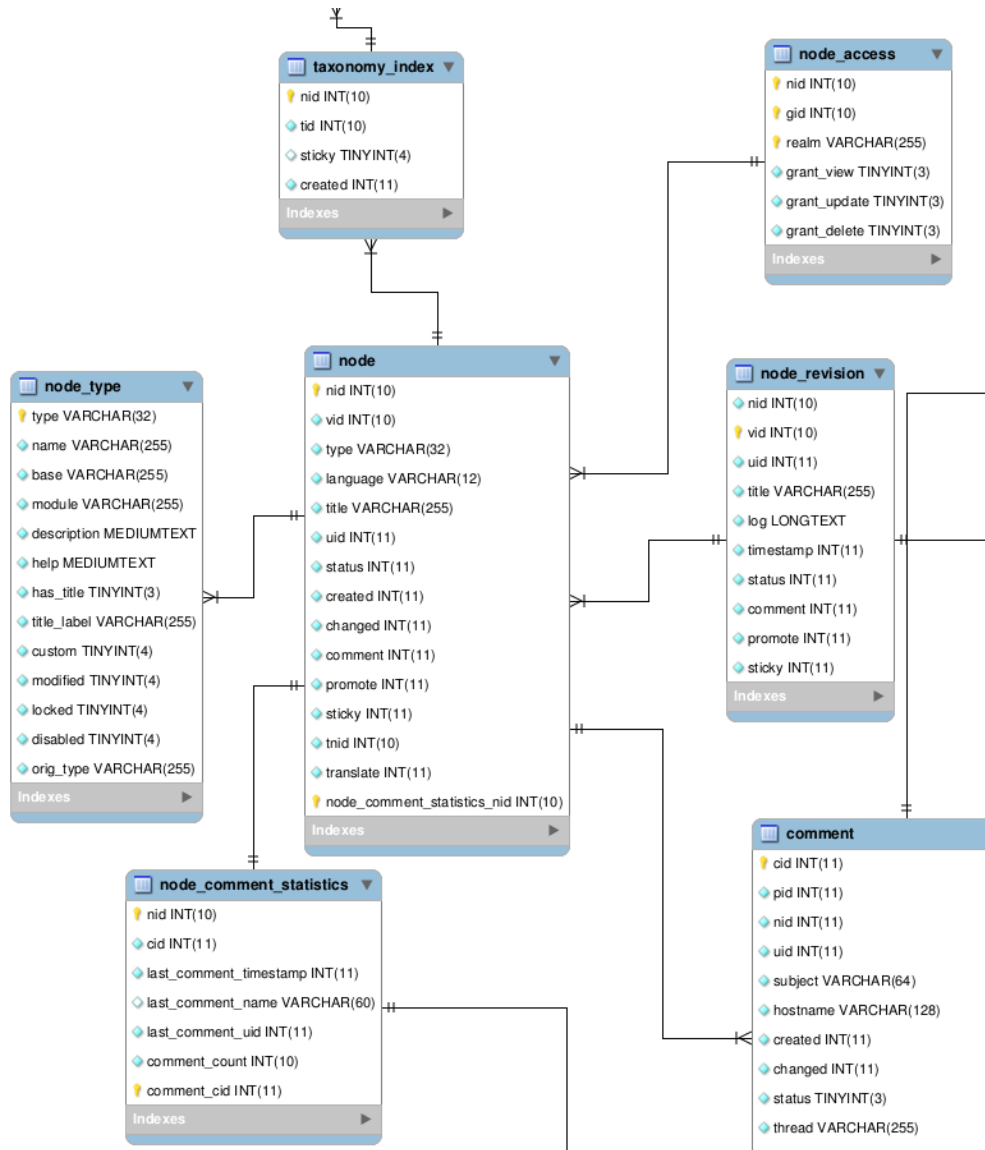 taxonomy_index
nid INT(10)
tid INT(10)
sticky TINYINT(4)
created INT(11)
Indexes
node_access
nid INT(10)
gid INT(10)
realm VARCHAR(255)
grant_view TINYINT(3)
grant_update TINYINT(3)
grant_delete TINYINT(3)
Indexes
node_type
type VARCHAR(32)
name VARCHAR(255)
base VARCHAR(255)
module VARCHAR(255)
description MEDIUMTEXT
help MEDIUMTEXT
has_title TINYINT(3)
title_label VARCHAR(255)
custom TINYINT(4)
modified TINYINT(4)
locked TINYINT(4)
disabled TINYINT(4)
orig_type VARCHAR(255)
Indexes
node
nid INT(10)
vid INT(10)
type VARCHAR(32)
language VARCHAR(12)
title VARCHAR(255)
uid INT(11)
status INT(11)
created INT(11)
changed INT(11)
comment INT(11)
promote INT(11)
sticky INT(11)
tnid INT(10)
translate INT(11)
node_comment_statistics_nid INT(10)
Indexes
node_revision
nid INT(10)
vid INT(10)
uid INT(11)
title VARCHAR(255)
log LONGTEXT
timestamp INT(11)
status INT(11)
comment INT(11)
promote INT(11)
sticky INT(11)
Indexes
node_comment_statistics
nid INT(10)
cid INT(11)
last_comment_timestamp INT(11)
last_comment_name VARCHAR(60)
last_comment_uid INT(11)
comment_count INT(10)
comment_cid INT(11)
Indexes
comment
cid INT(11)
pid INT(11)
nid INT(11)
uid INT(11)
subject VARCHAR(64)
hostname VARCHAR(128)
created INT(11)
changed INT(11)
status TINYINT(3)
thread VARCHAR(255)